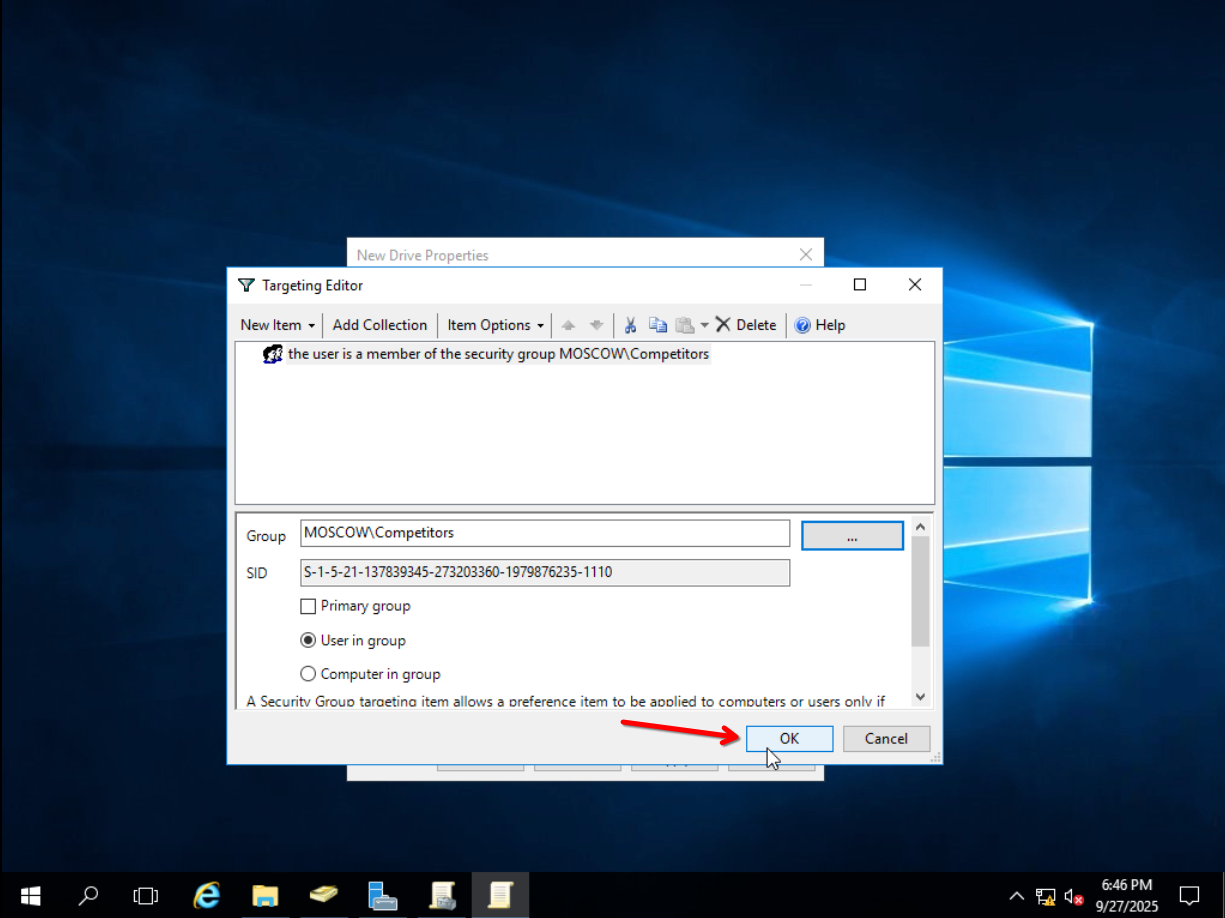 New Drive Properties
Targeting Editor
New Item Add Collection Item Options Delete Help
the user is a member of the security group MOSCOW\Competitors
Group MOSCOW\Competitors ...
SID S-1-5-21-137839345-273203360-1979876235-1110
Primary group
User in group
Computer in group
A Security Group targeting item allows a preference item to be applied to computers or users only if
OK Cancel
6:46 PM
9/27/2025